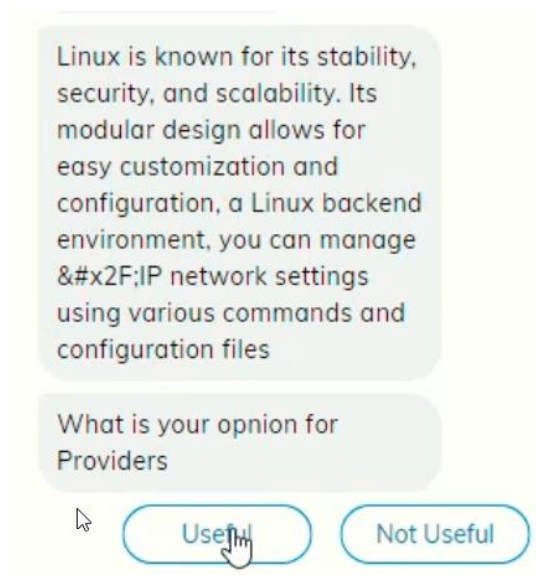 Linux is known for its stability,
security, and scalability. Its
modular design allows for
easy customization and
configuration, a Linux backend
environment, you can manage
&#x2F;IP network settings
using various commands and
configuration files
What is your opnion for
Providers
Useful
Not Useful